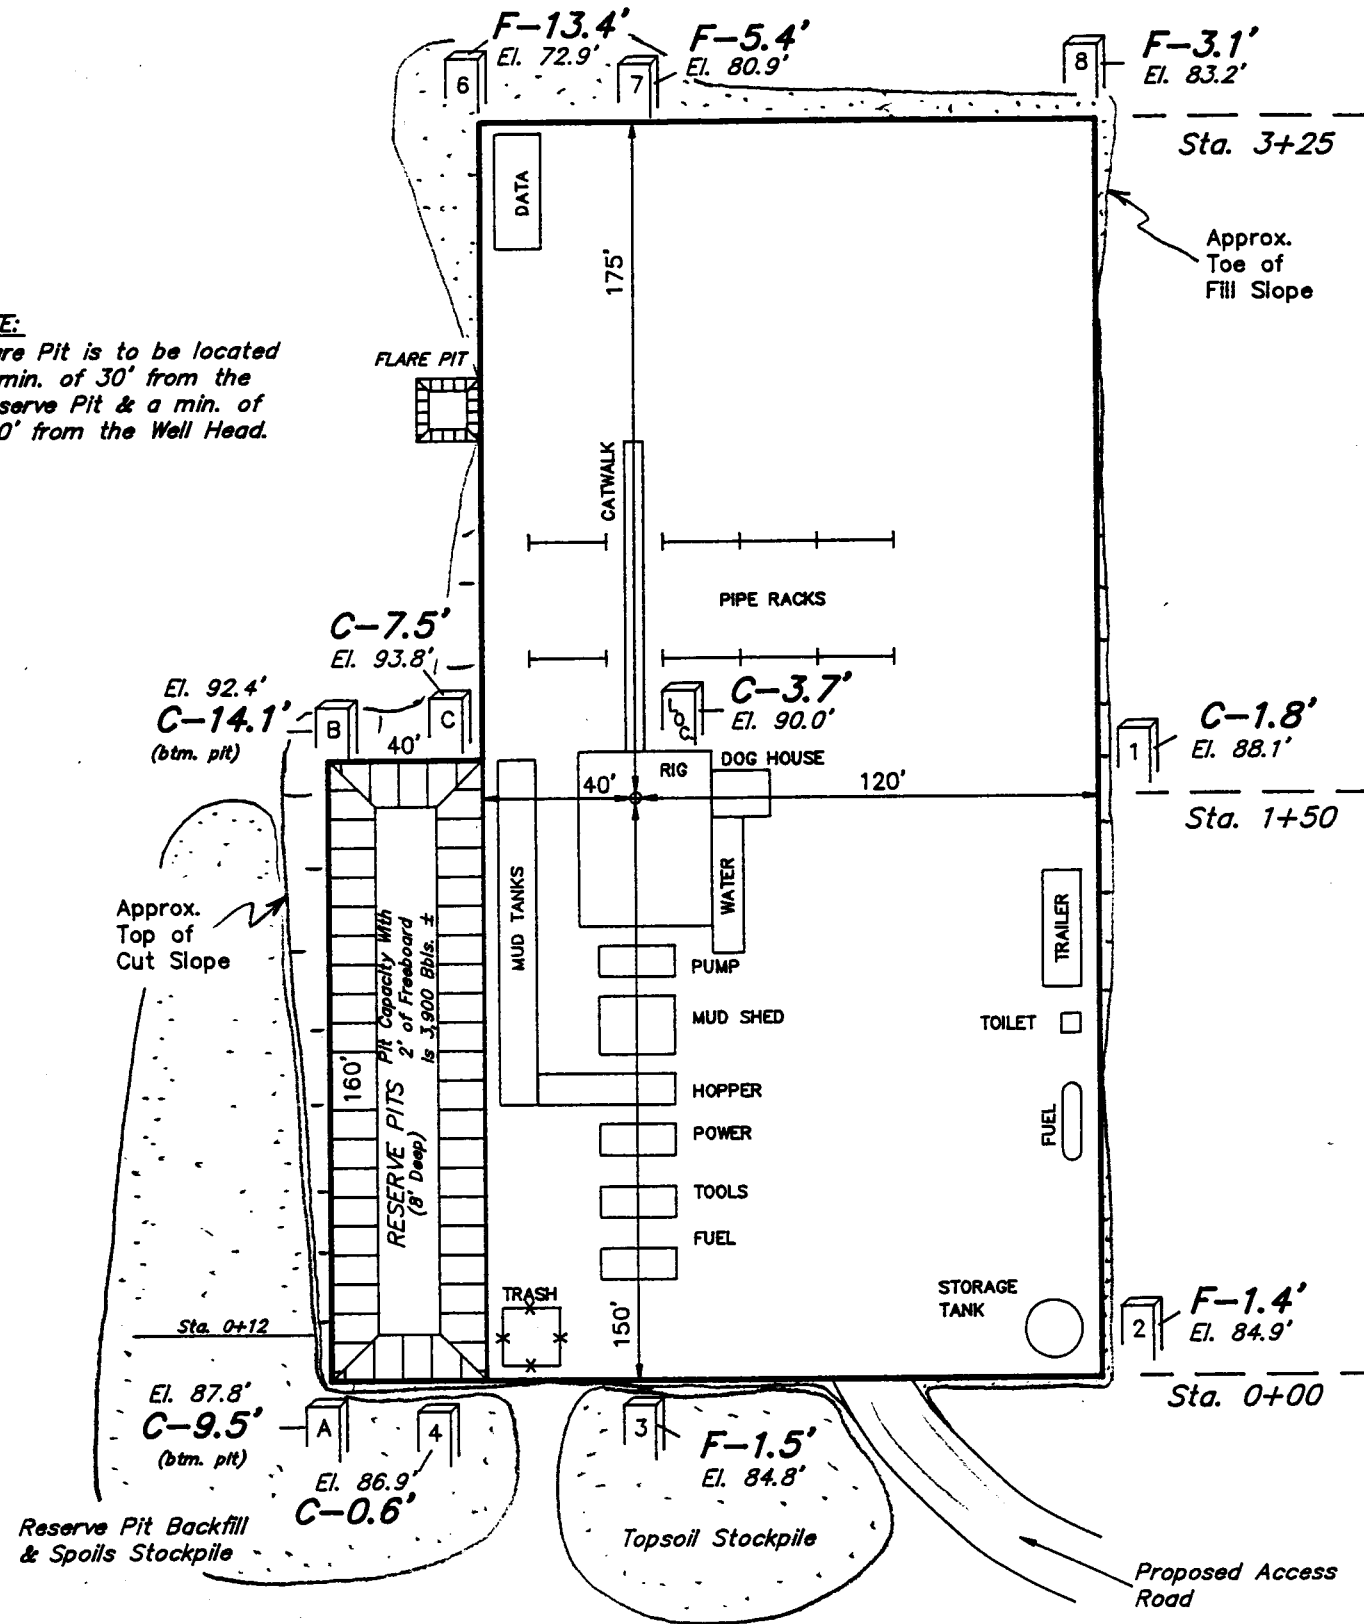 F-13.4'
El. 72.9'
6
F-5.4'
El. 80.9'
7
F-3.1'
El. 83.2'
8
Sta. 3+25
DATA
175'
Approx.
Toe of
Fill Slope
E:
re Pit is to be located
min. of 30' from the
serve Pit & a min. of
0' from the Well Head.
FLARE PIT
CATWALK
PIPE RACKS
C-7.5'
El. 93.8'
C
El. 92.4'
C-14.1'
(btm. pit)
B
40'
LOC.
C-3.7'
El. 90.0'
C-1.8'
El. 88.1'
1
RIG
DOG HOUSE
40'
120'
Sta. 1+50
MUD TANKS
WATER
TRAILER
Approx.
Top of
Cut Slope
PUMP
MUD SHED
TOILET
HOPPER
POWER
FUEL
TOOLS
FUEL
160'
RESERVE PITS
(8' Deep)
Pit Capacity With
2' of Freeboard
is 3,900 Bbls. ±
TRASH
150'
STORAGE
TANK
F-1.4'
El. 84.9'
2
Sta. 0+12
Sta. 0+00
El. 87.8'
C-9.5'
(btm. pit)
A
4
El. 86.9'
C-0.6'
3
F-1.5'
El. 84.8'
Reserve Pit Backfill
& Spoils Stockpile
Topsoil Stockpile
Proposed Access
Road